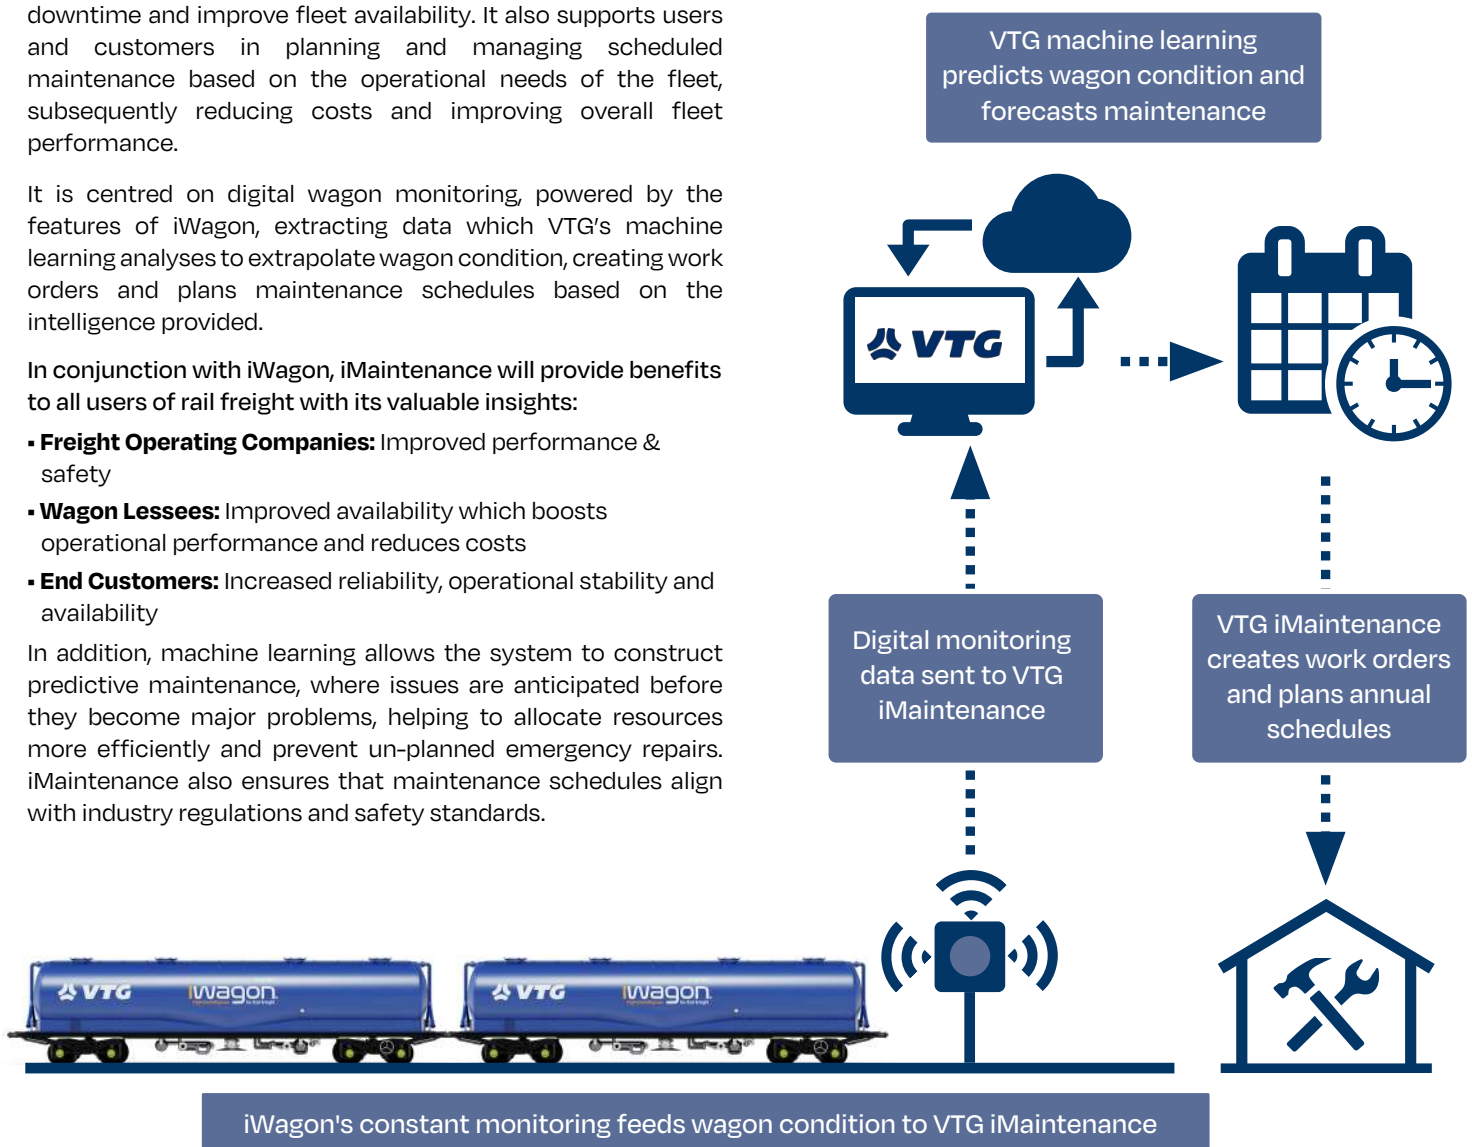 downtime and improve fleet availability. It also supports users
and customers in planning and managing scheduled
maintenance based on the operational needs of the fleet,
subsequently reducing costs and improving overall fleet
performance.
It is centred on digital wagon monitoring, powered by the
features of iWagon, extracting data which VTG’s machine
learning analyses to extrapolate wagon condition, creating work
orders and plans maintenance schedules based on the
intelligence provided.
In conjunction with iWagon, iMaintenance will provide benefits
to all users of rail freight with its valuable insights:
▪ Freight Operating Companies: Improved performance &
safety
▪ Wagon Lessees: Improved availability which boosts
operational performance and reduces costs
▪ End Customers: Increased reliability, operational stability and
availability
In addition, machine learning allows the system to construct
predictive maintenance, where issues are anticipated before
they become major problems, helping to allocate resources
more efficiently and prevent un-planned emergency repairs.
iMaintenance also ensures that maintenance schedules align
with industry regulations and safety standards.
VTG machine learning
predicts wagon condition and
forecasts maintenance
VTG
Digital monitoring
data sent to VTG
iMaintenance
VTG iMaintenance
creates work orders
and plans annual
schedules
VTG iWagon
VTG iWagon
iWagon's constant monitoring feeds wagon condition to VTG iMaintenance